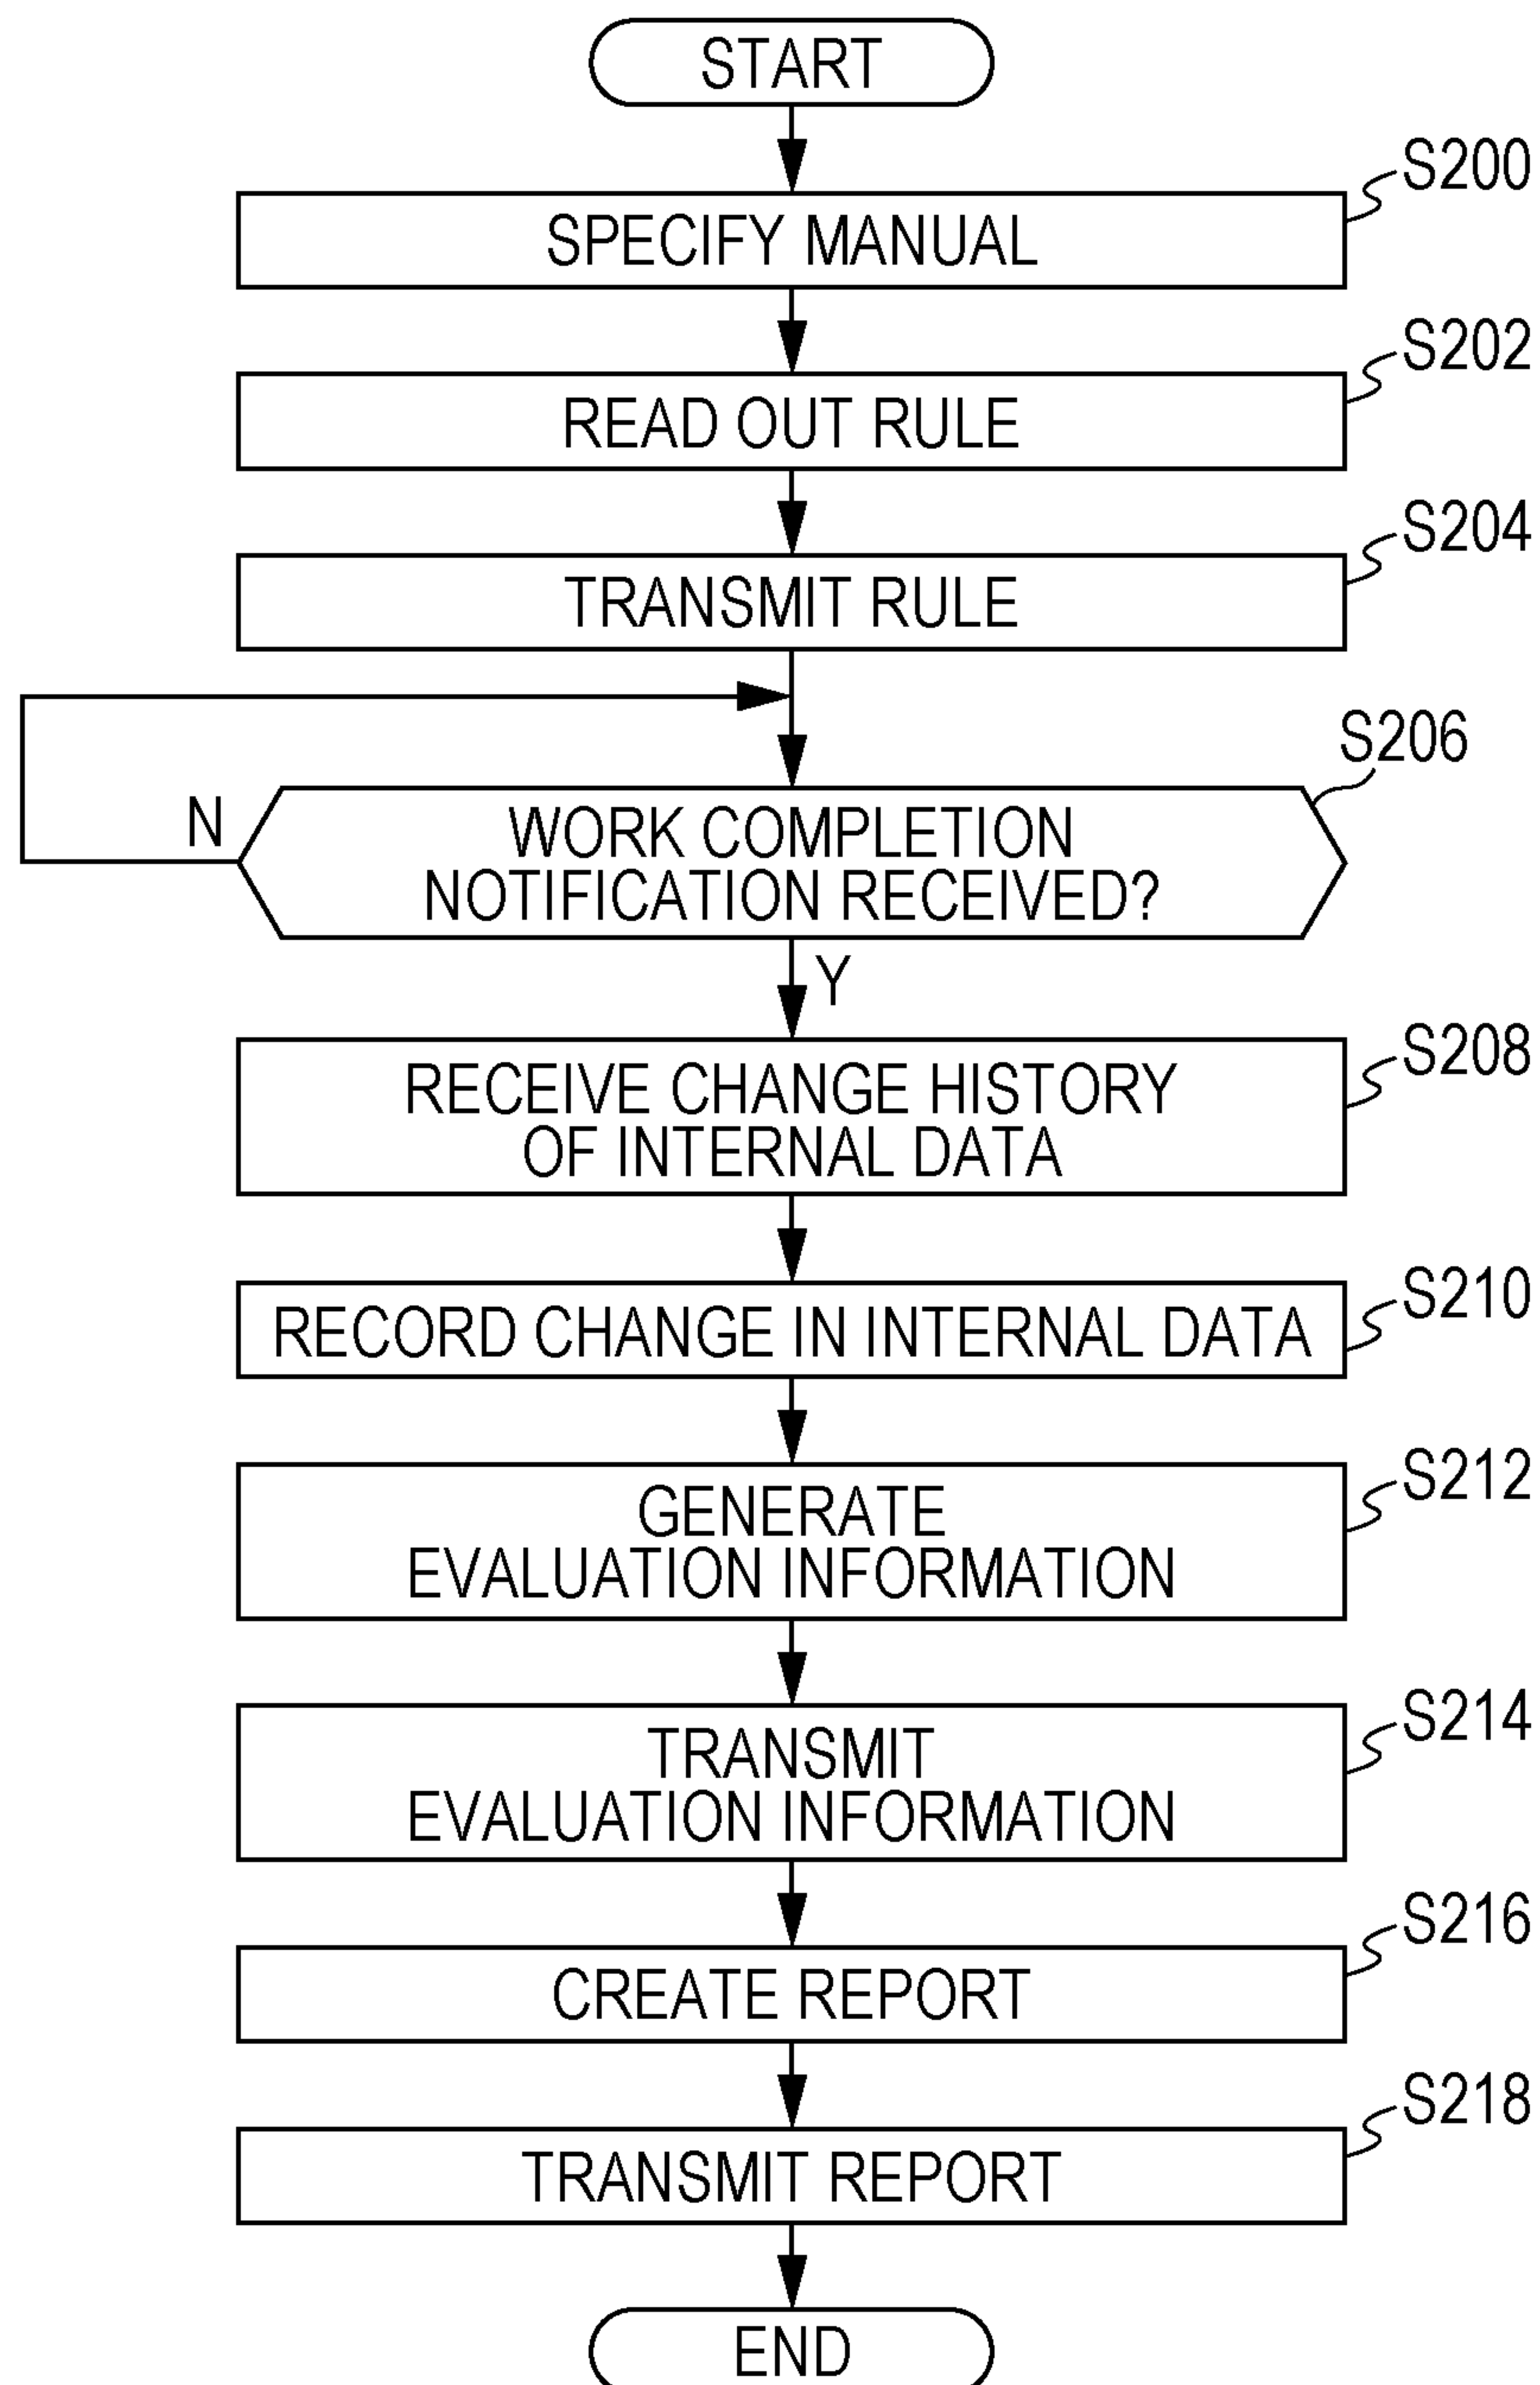 START
S200
SPECIFY MANUAL
S202
READ OUT RULE
S204
TRANSMIT RULE
S206
N
WORK COMPLETION
NOTIFICATION RECEIVED?
Y
S208
RECEIVE CHANGE HISTORY
OF INTERNAL DATA
S210
RECORD CHANGE IN INTERNAL DATA
S212
GENERATE
EVALUATION INFORMATION
S214
TRANSMIT
EVALUATION INFORMATION
S216
CREATE REPORT
S218
TRANSMIT REPORT
END